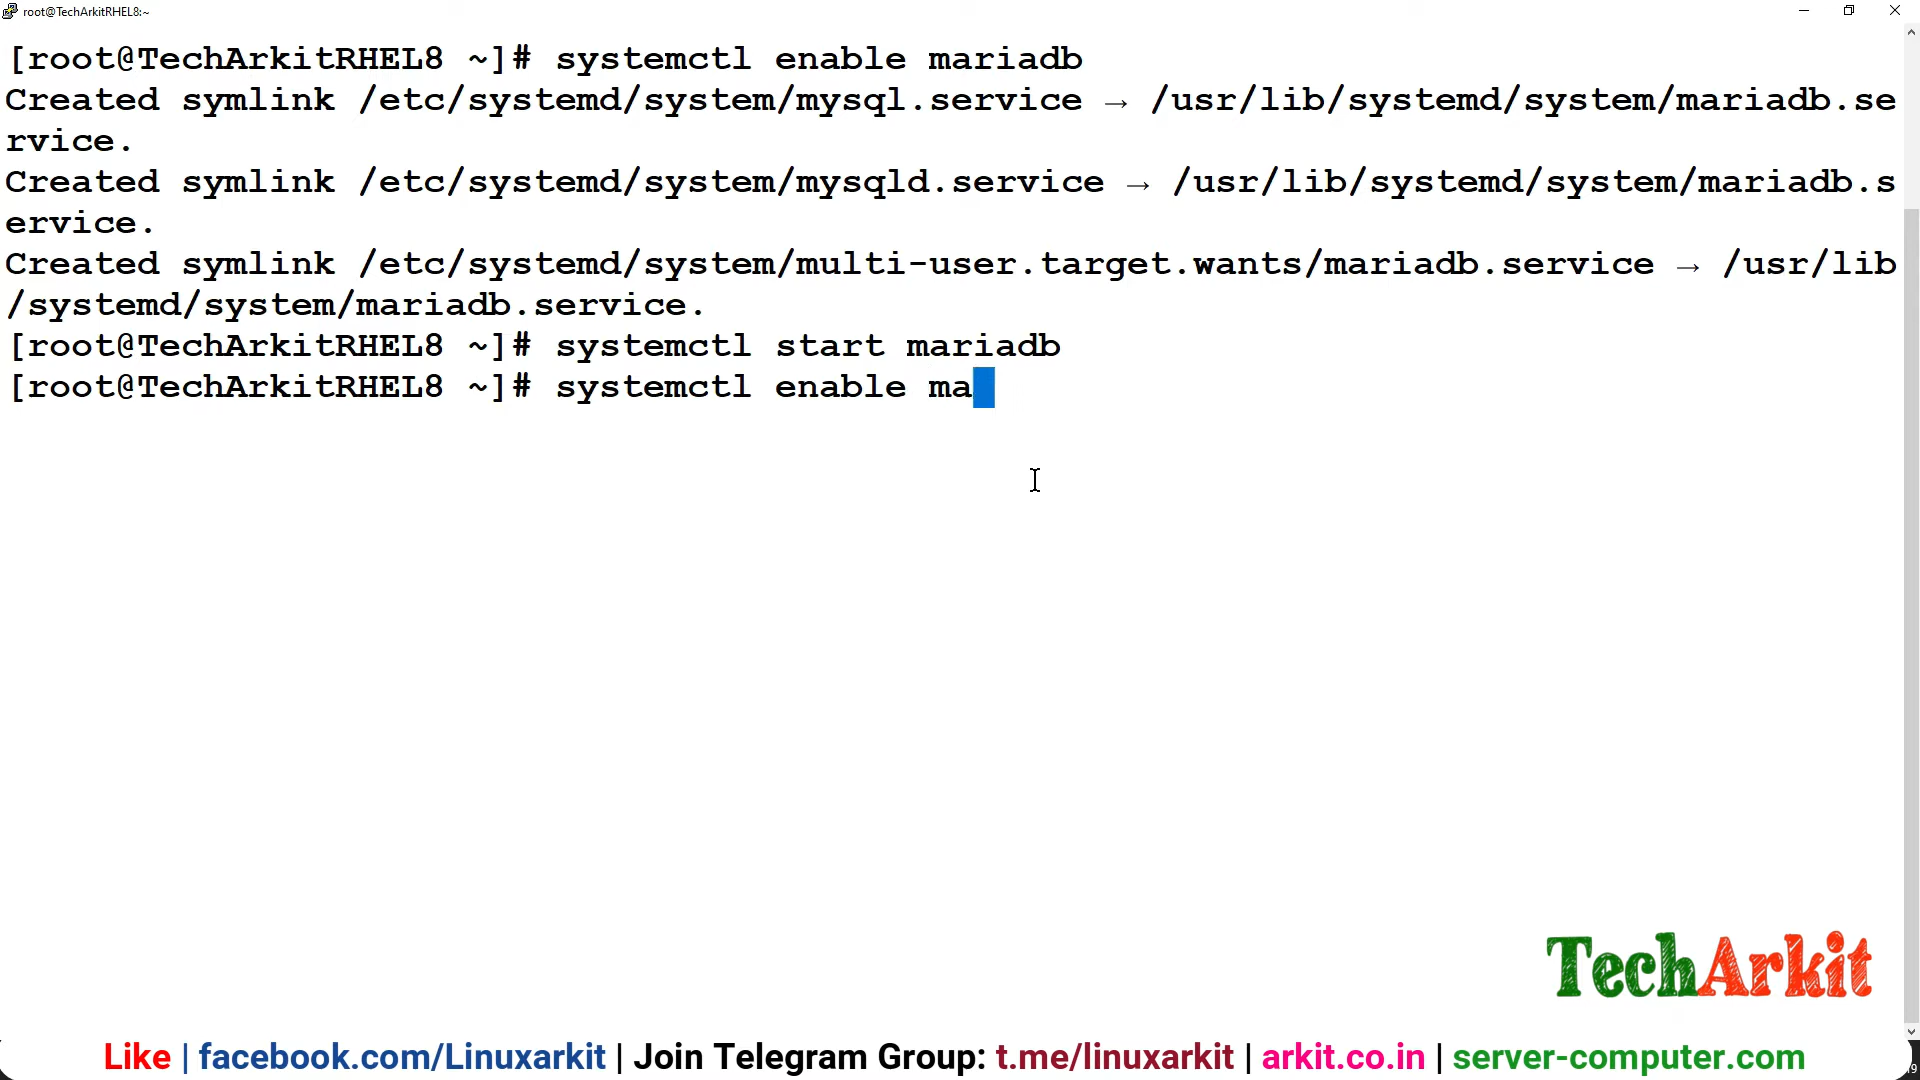 root@TechArkitRHEL8:~
[root@TechArkitRHEL8 ~]# systemctl enable mariadb
Created symlink /etc/systemd/system/mysql.service → /usr/lib/systemd/system/mariadb.se
rvice.
Created symlink /etc/systemd/system/mysqld.service → /usr/lib/systemd/system/mariadb.s
ervice.
Created symlink /etc/systemd/system/multi-user.target.wants/mariadb.service → /usr/lib
/systemd/system/mariadb.service.
[root@TechArkitRHEL8 ~]# systemctl start mariadb
[root@TechArkitRHEL8 ~]# systemctl enable ma
TechArkit
Like | facebook.com/Linuxarkit | Join Telegram Group: t.me/linuxarkit | arkit.co.in | server-computer.com